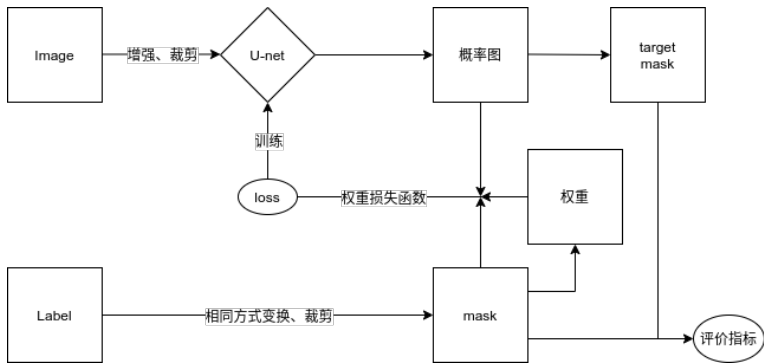 Image
增强、裁剪
U-net
概率图
target
mask
训练
loss
权重损失函数
权重
Label
相同方式变换、裁剪
mask
评价指标